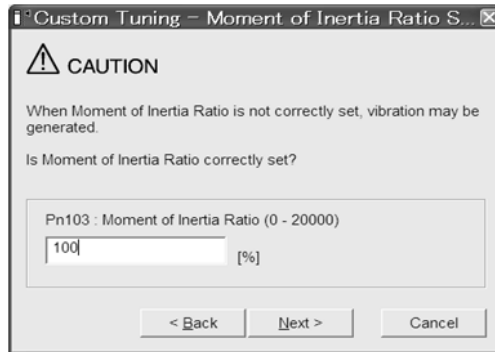 Custom Tuning - Moment of Inertia Ratio S...
CAUTION
When Moment of Inertia Ratio is not correctly set, vibration may be
generated.
Is Moment of Inertia Ratio correctly set?
Pn103 : Moment of Inertia Ratio (0 - 20000)
100
[%]
< Back
Next >
Cancel